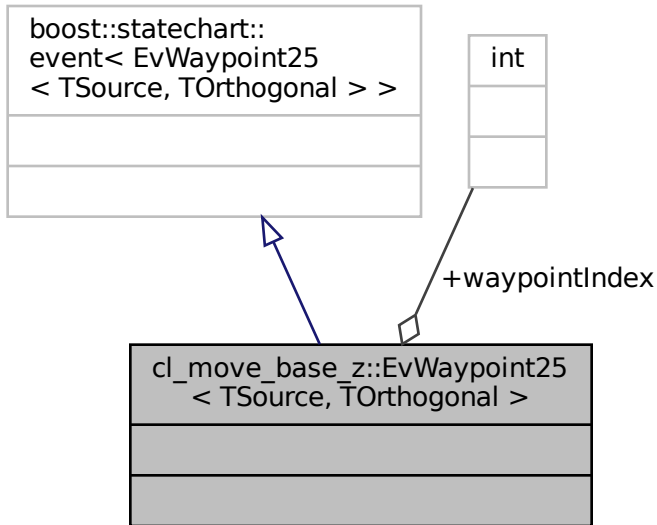 boost::statechart::
event< EvWaypoint25
< TSource, TOrthogonal > >
int
+waypointIndex
cl_move_base_z::EvWaypoint25
< TSource, TOrthogonal >